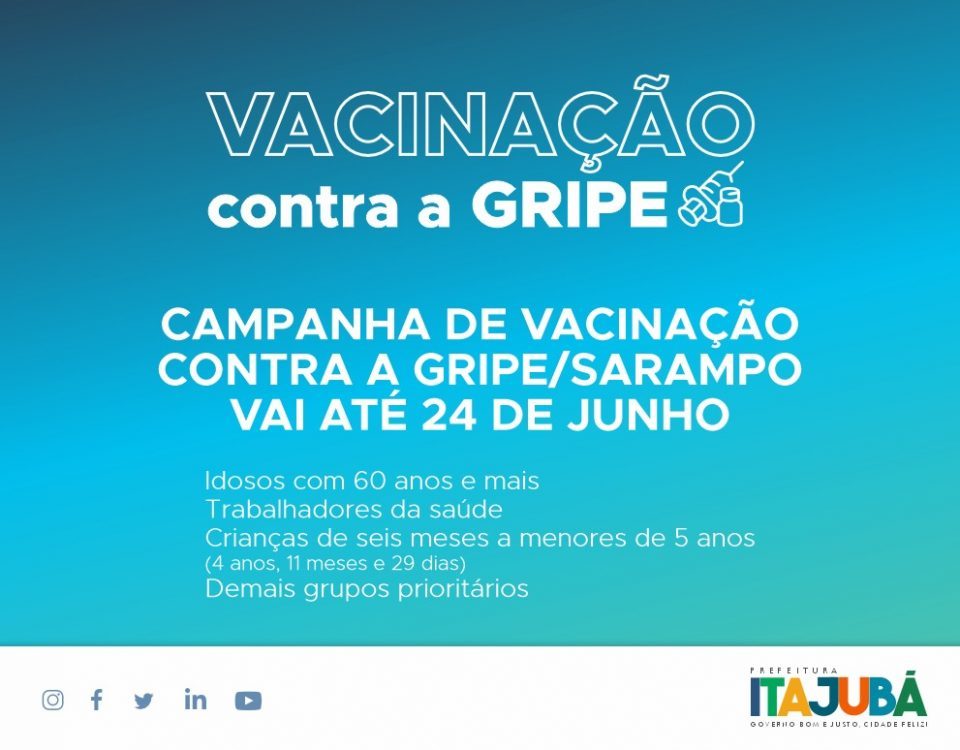 VACINAÇÃO
contra a GRIPE
CAMPANHA DE VACINAÇÃO
CONTRA A GRIPE/SARAMPO
VAI ATÉ 24 DE JUNHO
Idosos com 60 anos e mais
Trabalhadores da saúde
Crianças de seis meses a menores de 5 anos
(4 anos, 11 meses e 29 dias)
Demais grupos prioritários
PREFEITURA
ITAJUBÁ
GOVERNO BOM E JUSTO, CIDADE FELIZ!